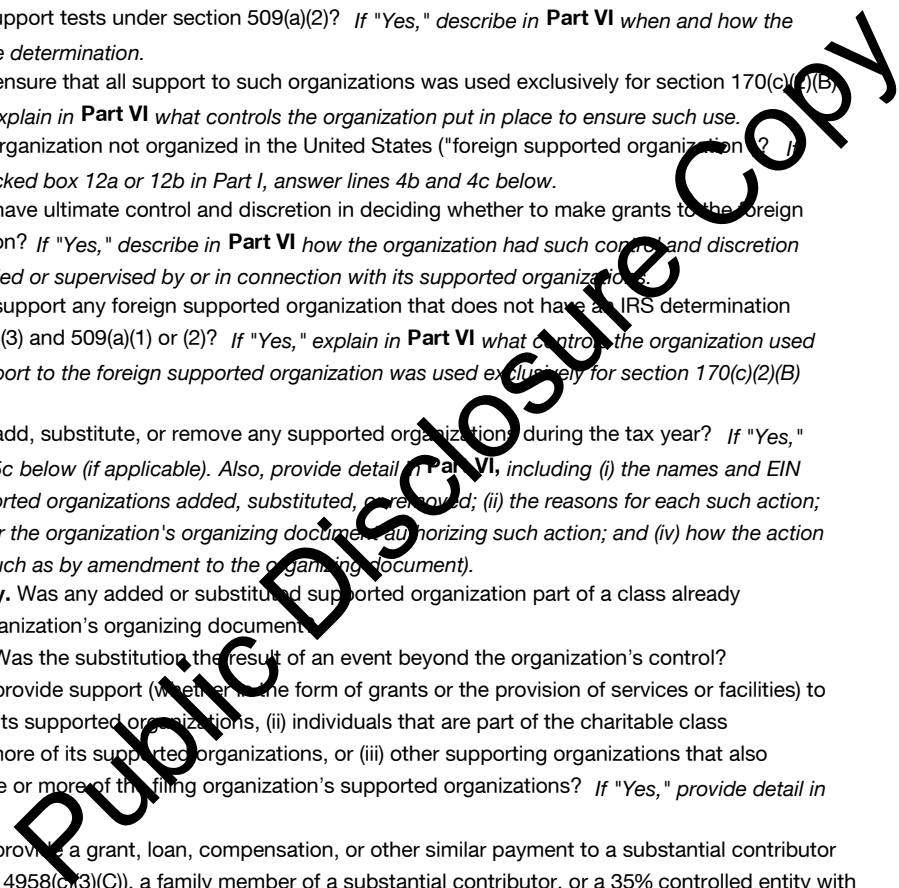 upport tests under section 509(a)(2)? If "Yes," describe in Part VI when and how the
e determination.
ensure that all support to such organizations was used exclusively for section 170(c)(2)(B)
xplain in Part VI what controls the organization put in place to ensure such use.
rganization not organized in the United States ("foreign supported organization")? If
cked box 12a or 12b in Part I, answer lines 4b and 4c below.
have ultimate control and discretion in deciding whether to make grants to the foreign
on? If "Yes," describe in Part VI how the organization had such control and discretion
led or supervised by or in connection with its supported organizations.
support any foreign supported organization that does not have an IRS determination
(3) and 509(a)(1) or (2)? If "Yes," explain in Part VI what controls the organization used
port to the foreign supported organization was used exclusively for section 170(c)(2)(B)
add, substitute, or remove any supported organizations during the tax year? If "Yes,"
5c below (if applicable). Also, provide detail in Part VI, including (i) the names and EIN
orted organizations added, substituted, or removed; (ii) the reasons for each such action;
r the organization's organizing document authorizing such action; and (iv) how the action
uch as by amendment to the organizing document).
y. Was any added or substituted supported organization part of a class already
anization's organizing document?
Was the substitution the result of an event beyond the organization's control?
provide support (whether in the form of grants or the provision of services or facilities) to
ts supported organizations, (ii) individuals that are part of the charitable class
more of its supported organizations, or (iii) other supporting organizations that also
e or more of the filing organization's supported organizations? If "Yes," provide detail in
provide a grant, loan, compensation, or other similar payment to a substantial contributor
4958(c)(3)(C)), a family member of a substantial contributor, or a 35% controlled entity with
Public Disclosure Copy